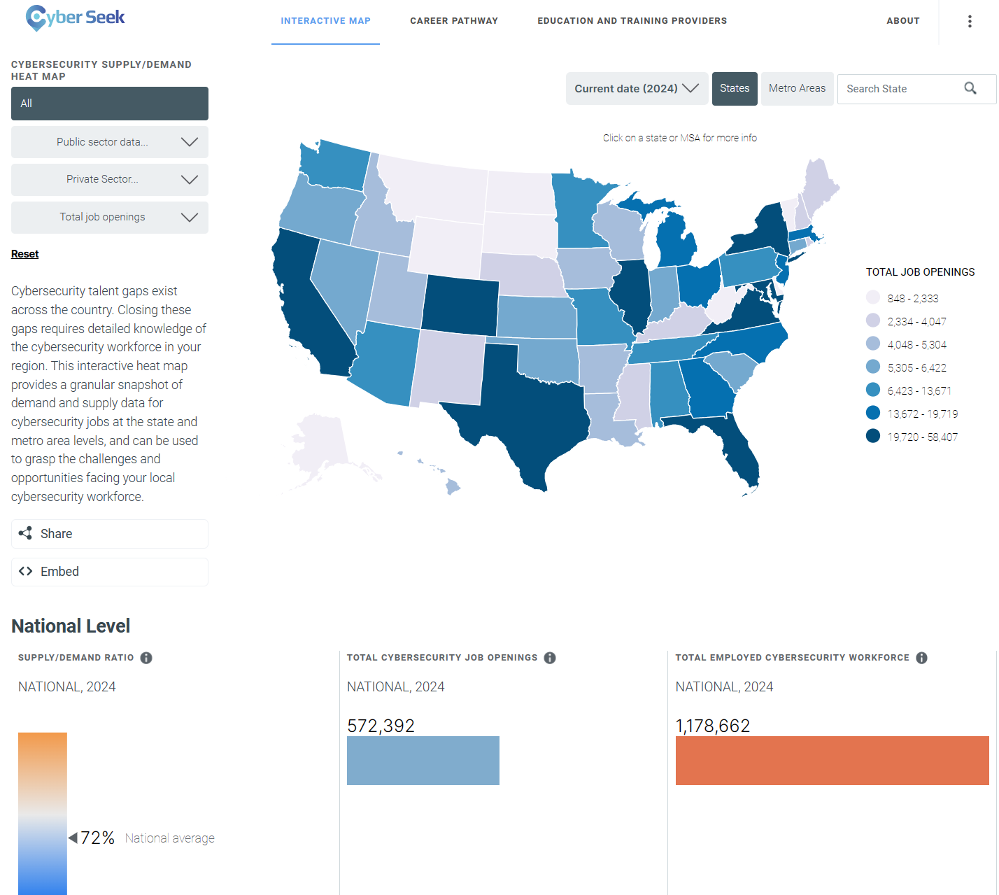 Cyber Seek
INTERACTIVE MAP
CAREER PATHWAY
EDUCATION AND TRAINING PROVIDERS
ABOUT
CYBERSECURITY SUPPLY/DEMAND
HEAT MAP
All
Public sector data...
Private Sector...
Total job openings
Reset
Cybersecurity talent gaps exist
across the country. Closing these
gaps requires detailed knowledge of
the cybersecurity workforce in your
region. This interactive heat map
provides a granular snapshot of
demand and supply data for
cybersecurity jobs at the state and
metro area levels, and can be used
to grasp the challenges and
opportunities facing your local
cybersecurity workforce.
Share
Embed
Current date (2024)
States
Metro Areas
Search State
Click on a state or MSA for more info
TOTAL JOB OPENINGS
848 - 2,333
2,334 - 4,047
4,048 - 5,304
5,305 - 6,422
6,423 - 13,671
13,672 - 19,719
19,720 - 58,407
National Level
SUPPLY/DEMAND RATIO
NATIONAL, 2024
72% National average
TOTAL CYBERSECURITY JOB OPENINGS
NATIONAL, 2024
572,392
TOTAL EMPLOYED CYBERSECURITY WORKFORCE
NATIONAL, 2024
1,178,662